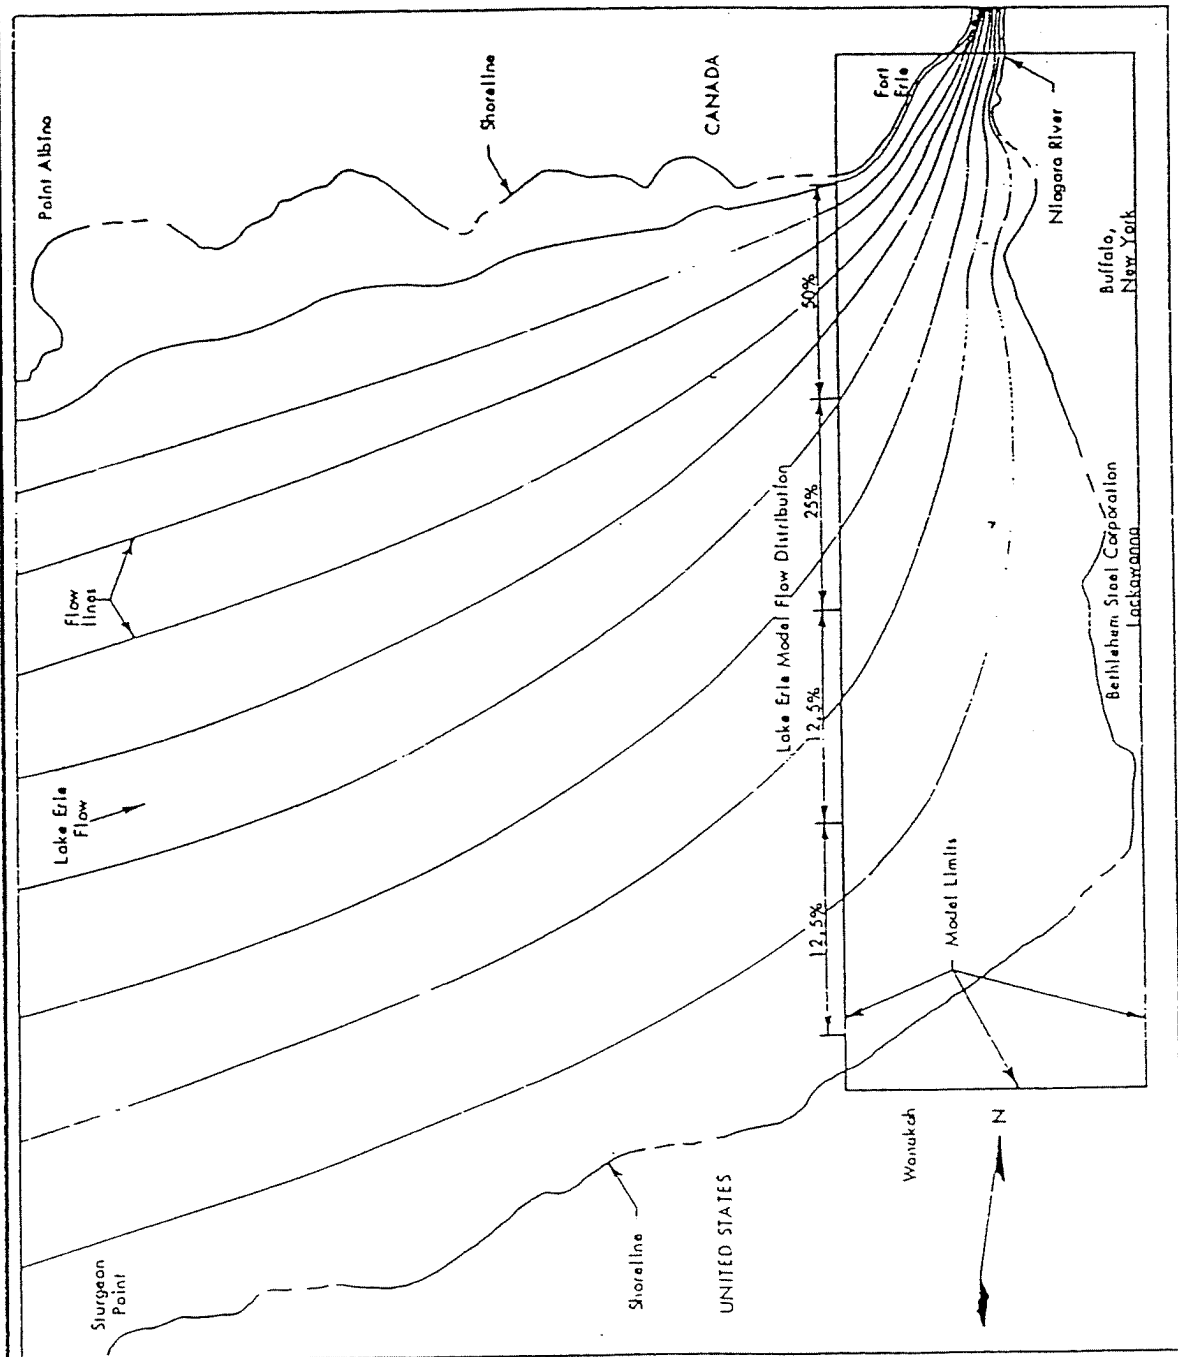 Point Albino
Shoreline
CANADA
Fort
Erie
Niagara River
Buffalo,
New York
50%
25%
12.5%
12.5%
Lake Erie Model Flow Distribution
Flow
lines
Lake Erie
Flow
Bethlehem Steel Corporation
Lackawanna
Model Limits
Sturgeon
Point
Shoreline
UNITED STATES
Wanakah
N